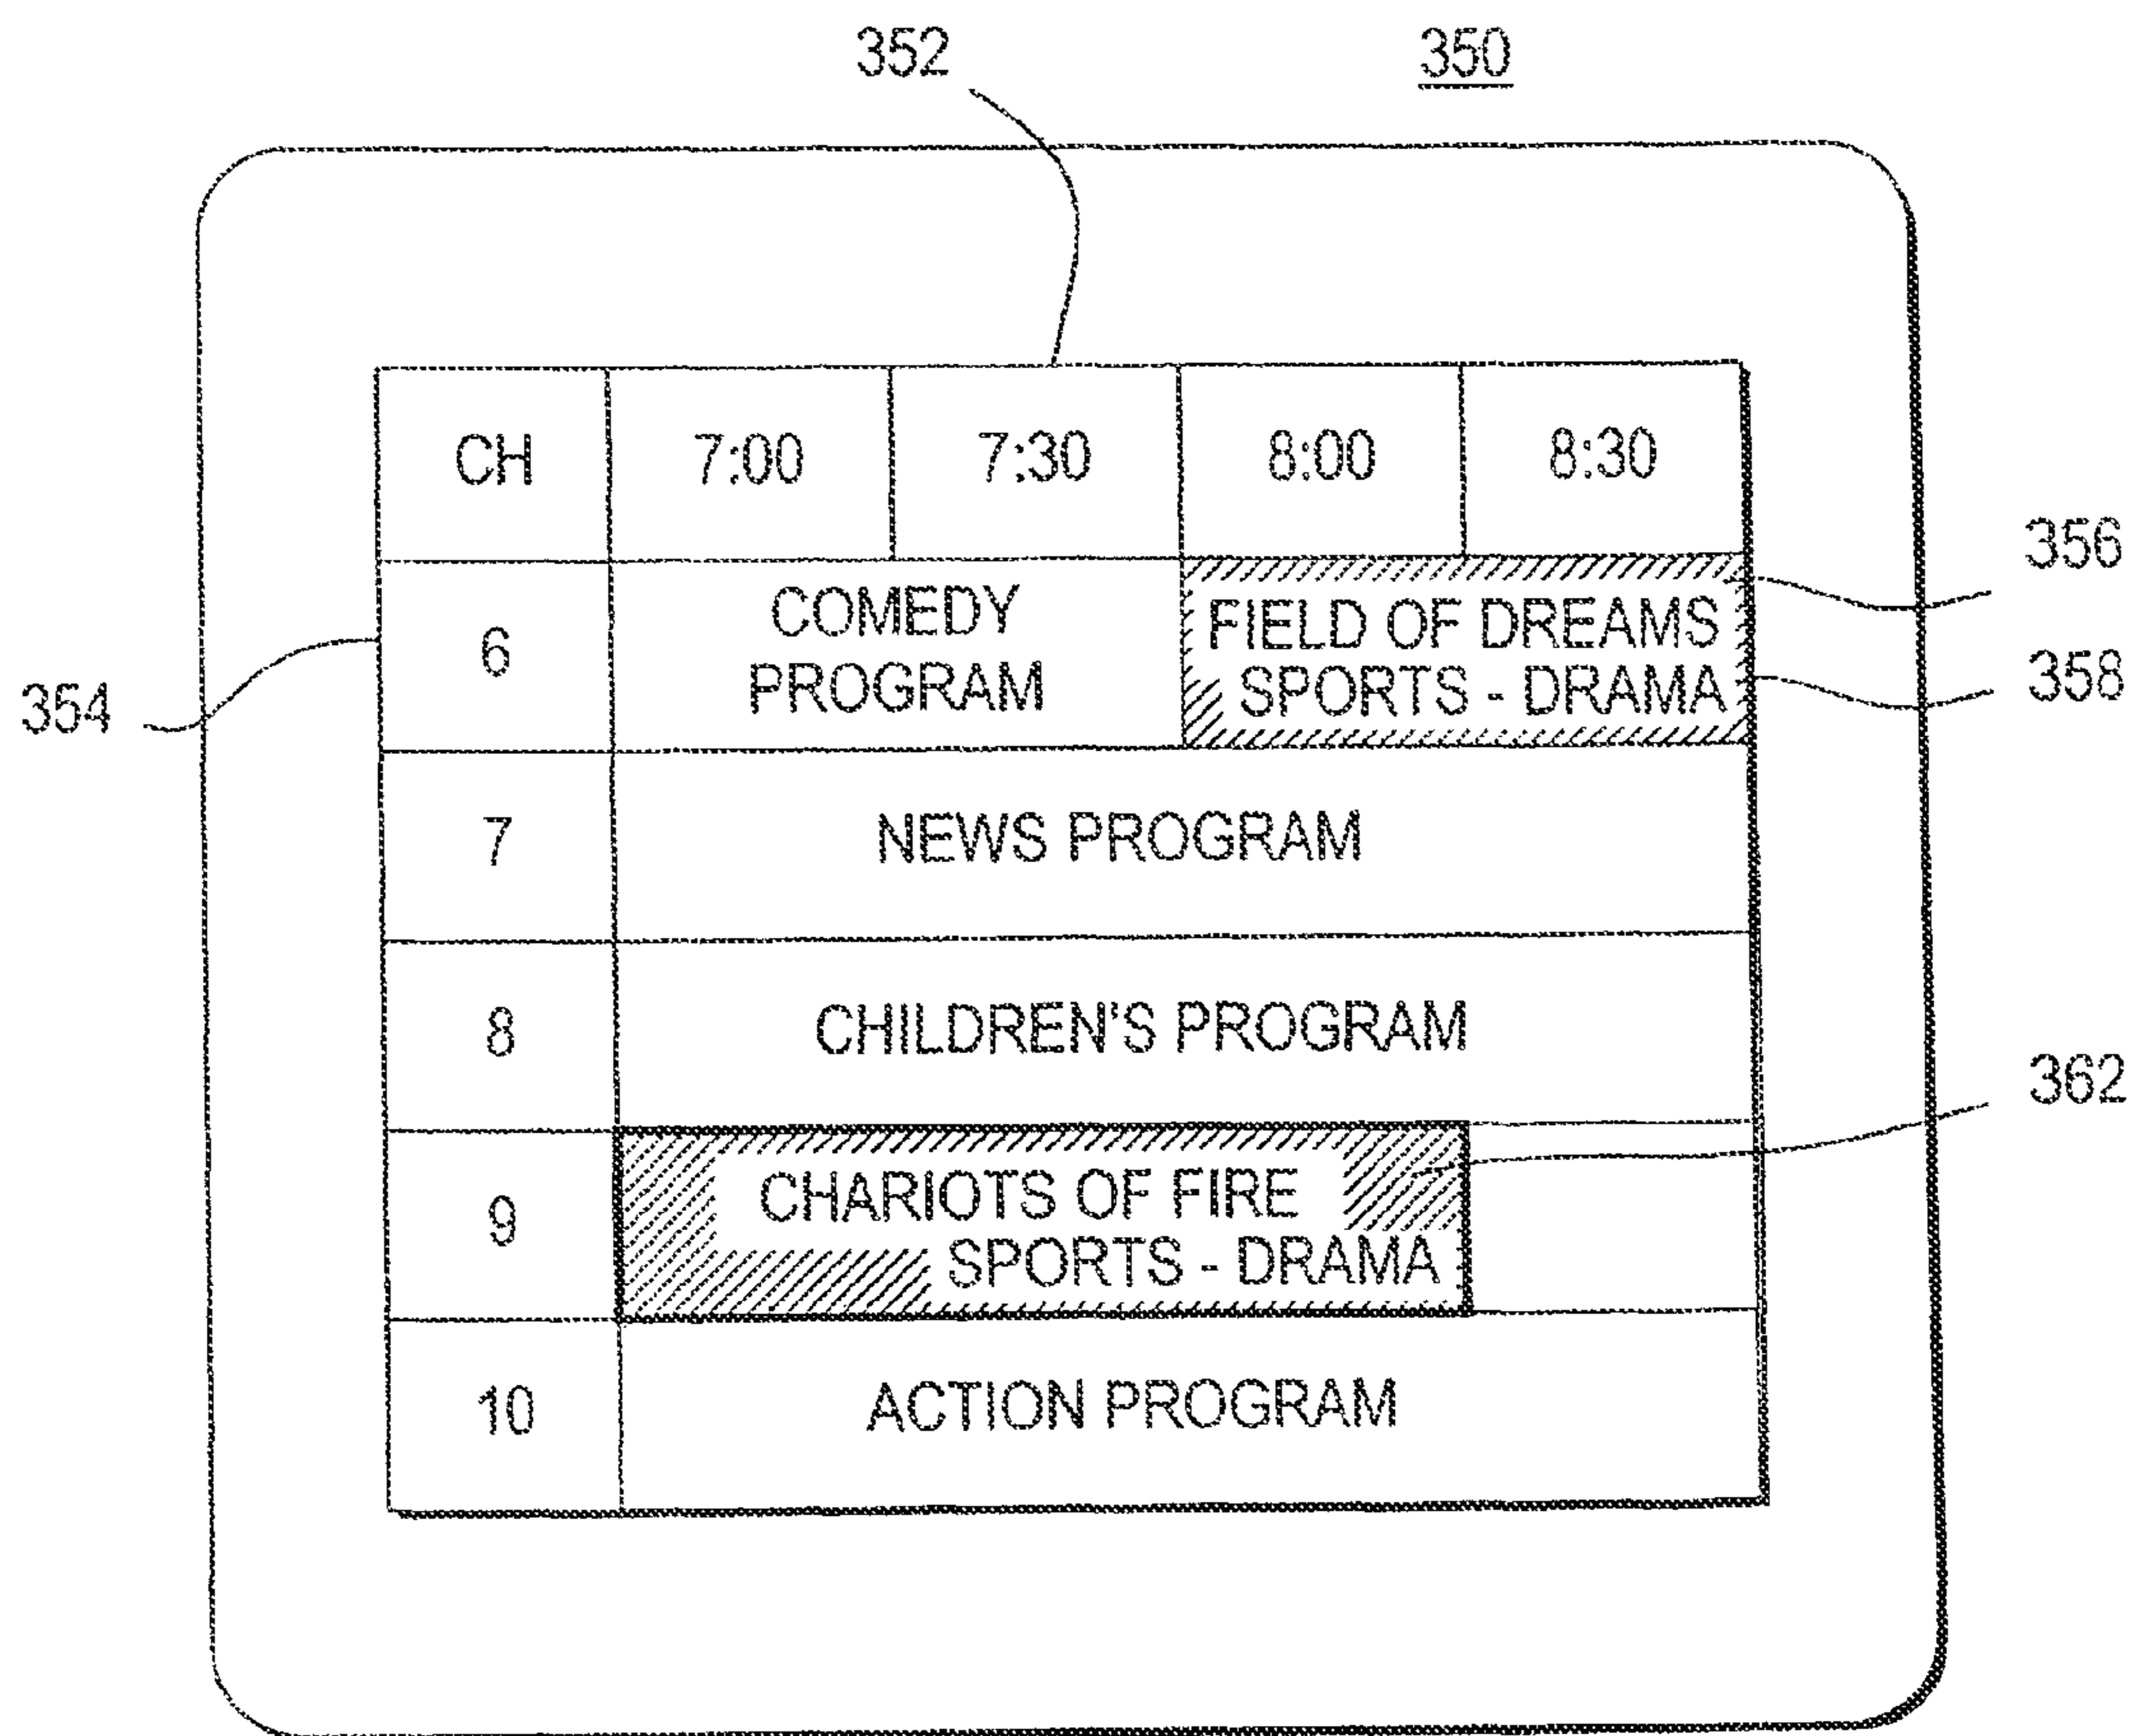 352
350
CH 7:00 7:30 8:00 8:30
356
6 COMEDY PROGRAM FIELD OF DREAMS SPORTS - DRAMA
358
354
7 NEWS PROGRAM
8 CHILDREN'S PROGRAM
362
9 CHARIOTS OF FIRE SPORTS - DRAMA
10 ACTION PROGRAM